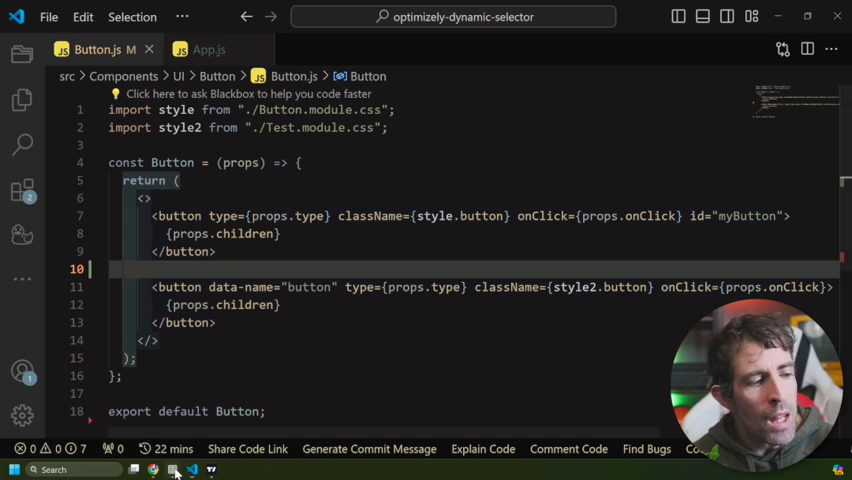 File Edit Selection ··· optimizely-dynamic-selector
Button.js M App.js
src > Components > UI > Button > Button.js > Button
Click here to ask Blackbox to help you code faster
1 import style from "./Button.module.css";
2 import style2 from "./Test.module.css";
3
4 const Button = (props) => {
5 return (
6 <>
7 <button type={props.type} className={style.button} onClick={props.onClick} id="myButton">
8 {props.children}
9 </button>
10
11 <button data-name="button" type={props.type} className={style2.button} onClick={props.onClick}>
12 {props.children}
13 </button>
14 </>
15 );
16 };
17
18 export default Button;
2
1
0 0 7 0 22 mins Share Code Link Generate Commit Message Explain Code Comment Code Find Bugs
Search